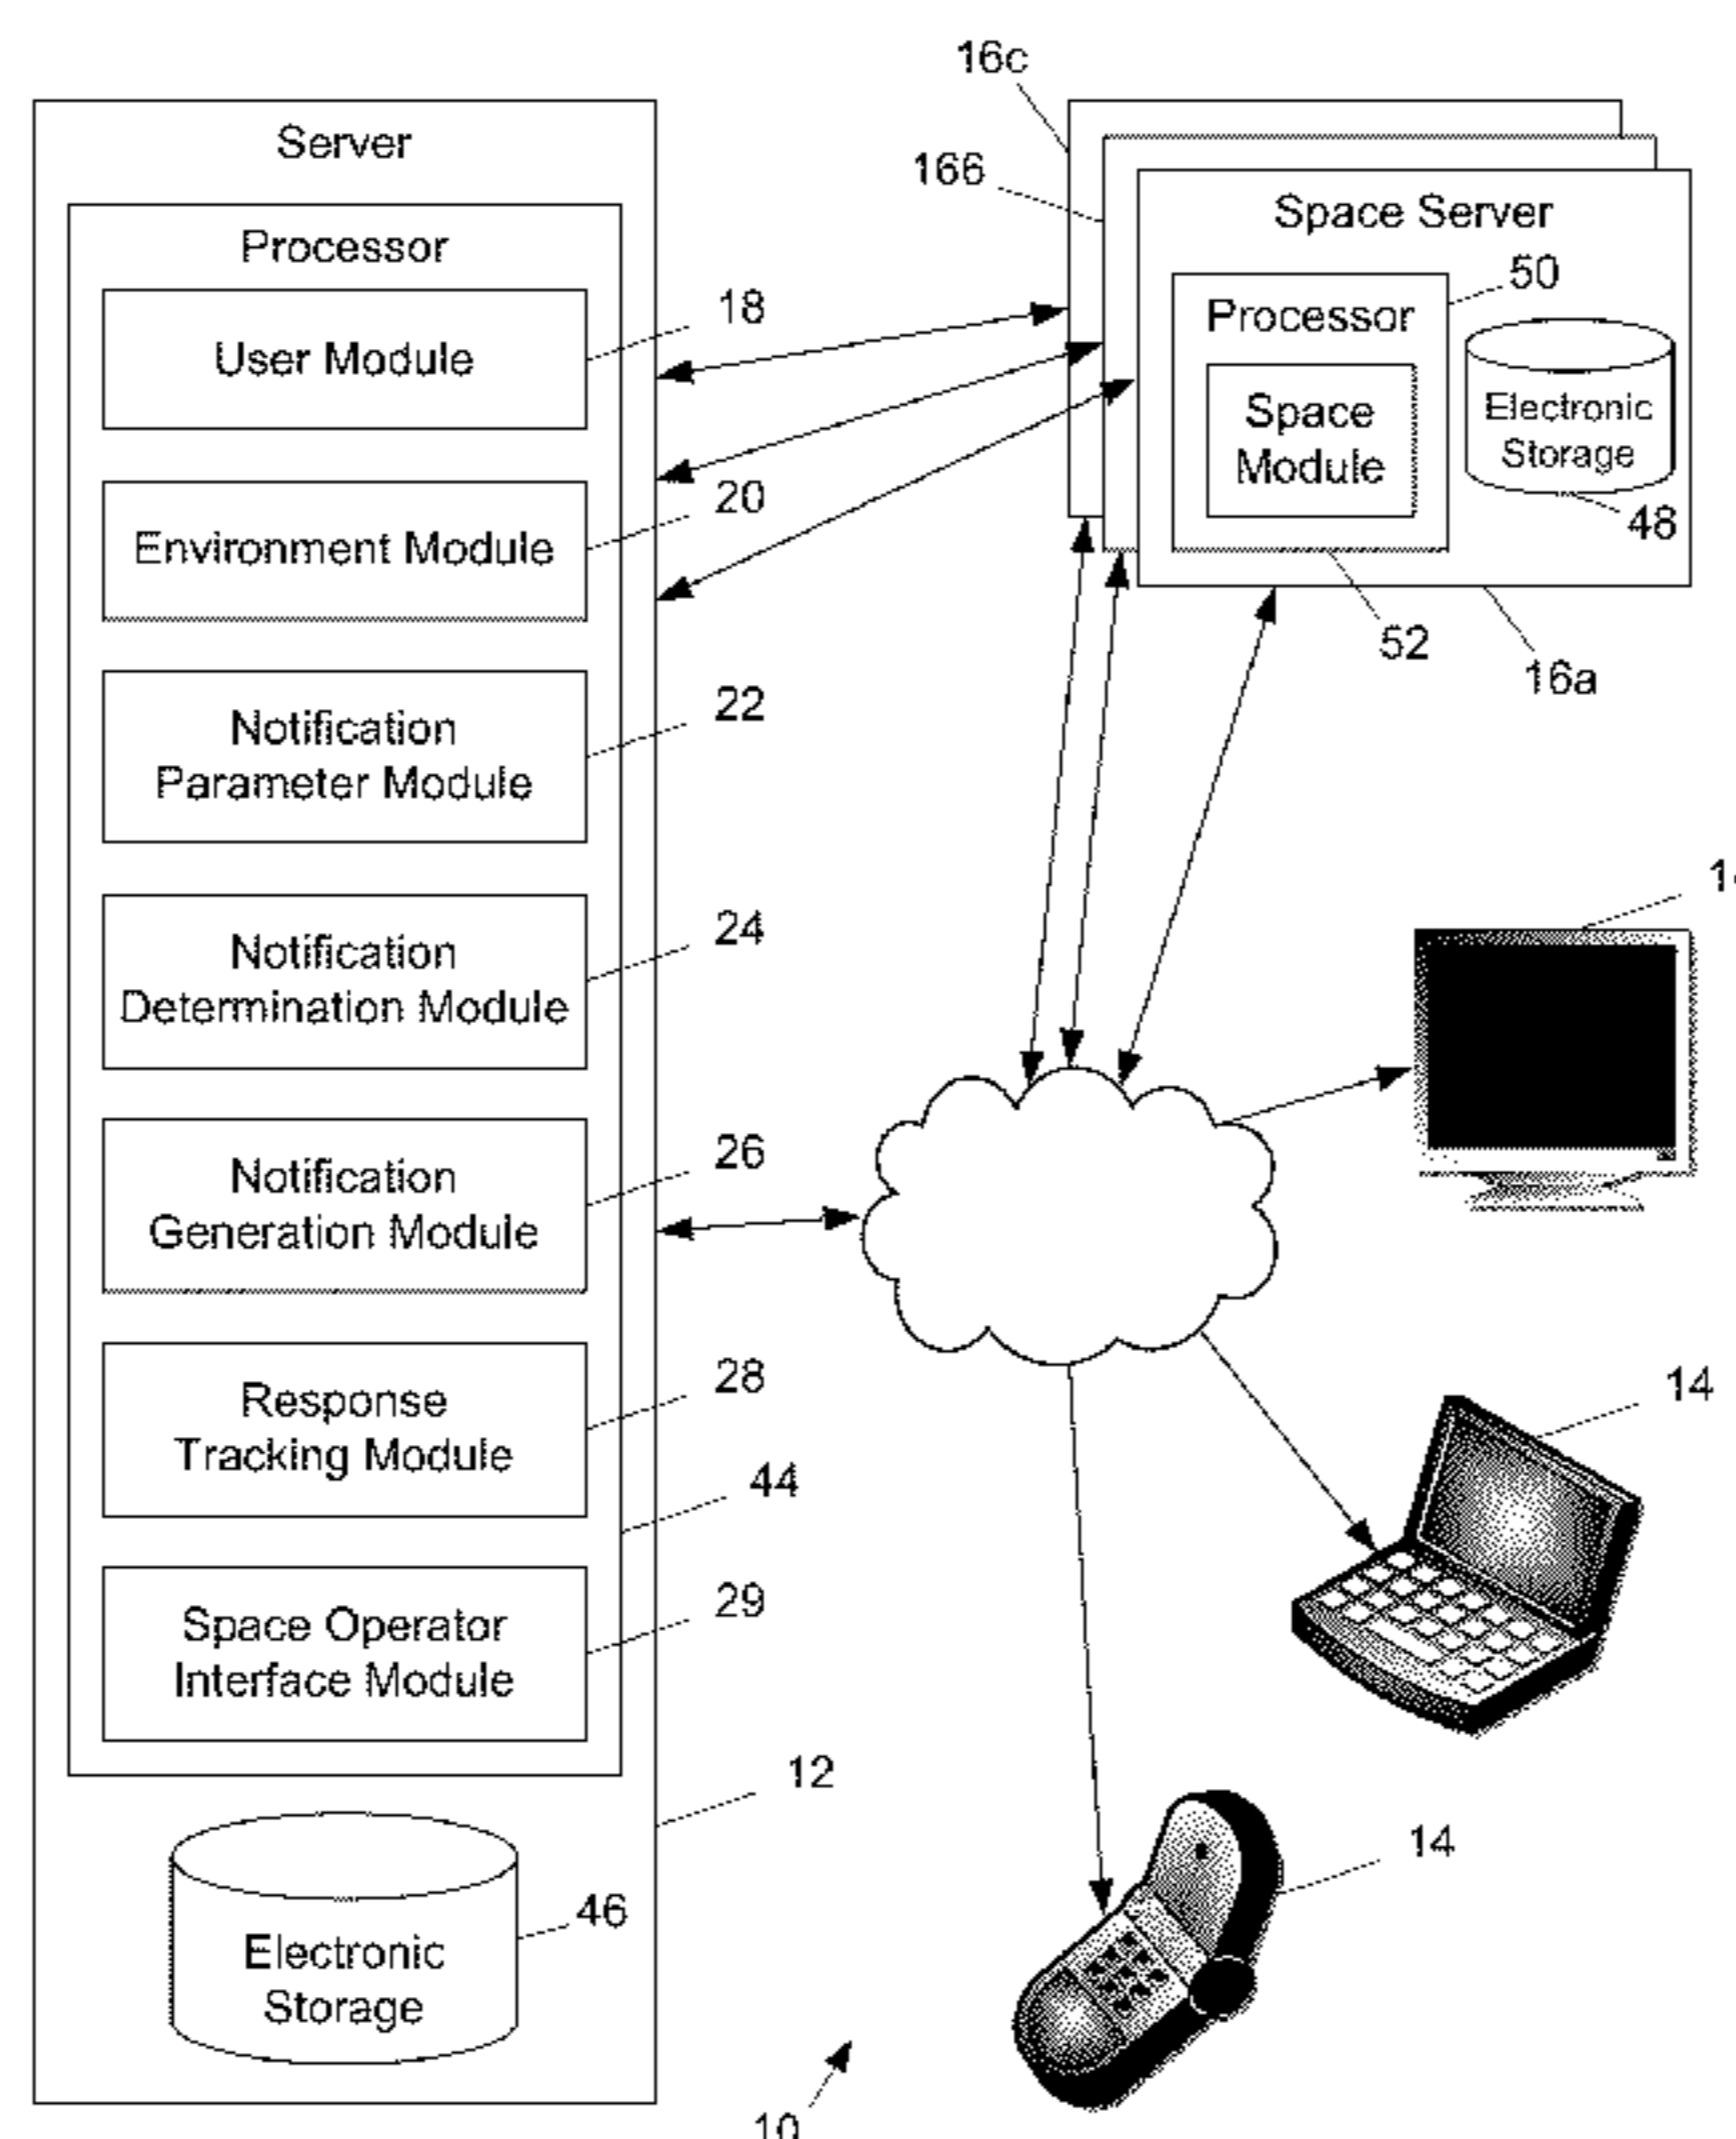 Server
Processor
User Module
18
Environment Module
20
Notification
Parameter Module
22
Notification
Determination Module
24
Notification
Generation Module
26
Response
Tracking Module
28
44
Space Operator
Interface Module
29
12
Electronic
Storage
46
16c
166
Space Server
Processor
50
Space
Module
Electronic
Storage
48
52
16a
14
14
10